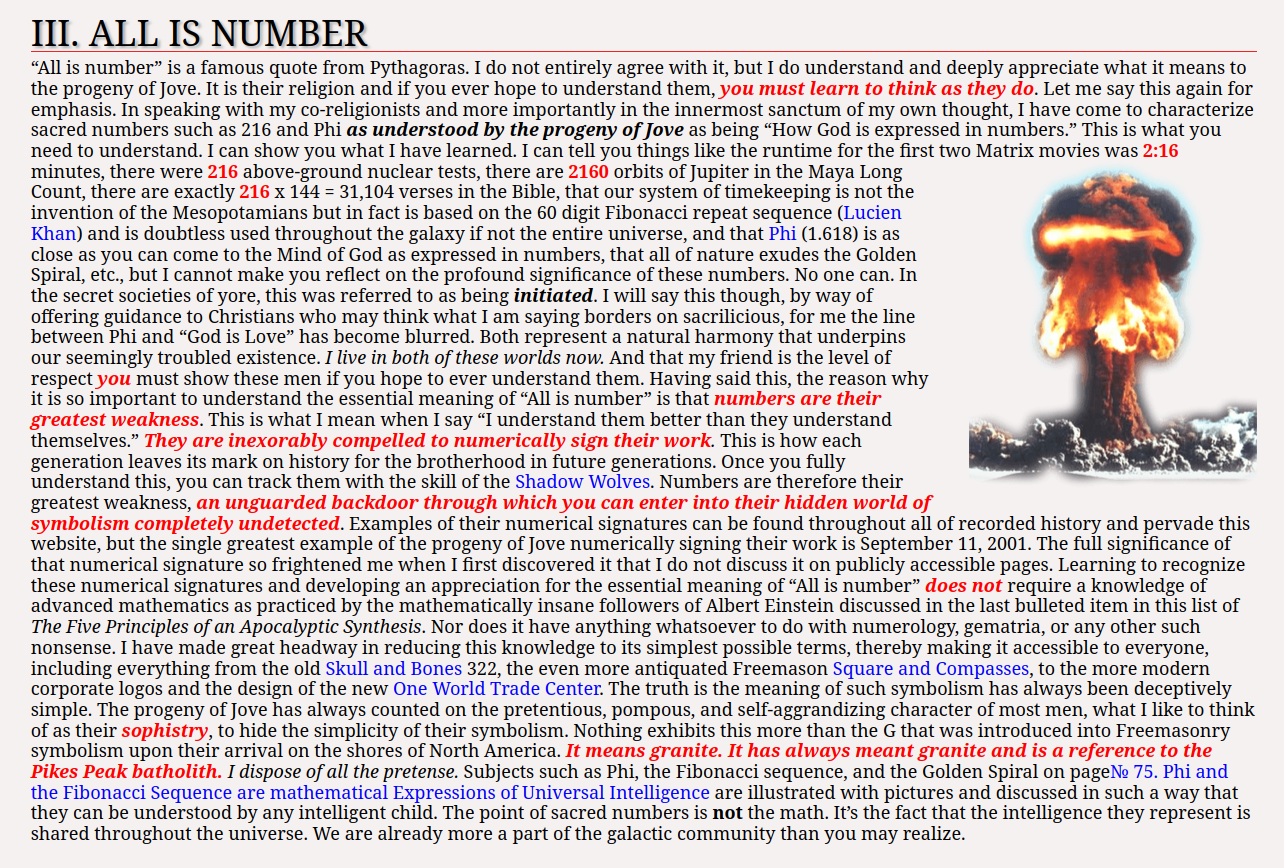 III. ALL IS NUMBER
“All is number” is a famous quote from Pythagoras. I do not entirely agree with it, but I do understand and deeply appreciate what it means to
the progeny of Jove. It is their religion and if you ever hope to understand them, you must learn to think as they do. Let me say this again for
emphasis. In speaking with my co-religionists and more importantly in the innermost sanctum of my own thought, I have come to characterize
sacred numbers such as 216 and Phi as understood by the progeny of Jove as being “How God is expressed in numbers.” This is what you
need to understand. I can show you what I have learned. I can tell you things like the runtime for the first two Matrix movies was 2:16
minutes, there were 216 above-ground nuclear tests, there are 2160 orbits of Jupiter in the Maya Long
Count, there are exactly 216 x 144 = 31,104 verses in the Bible, that our system of timekeeping is not the
invention of the Mesopotamians but in fact is based on the 60 digit Fibonacci repeat sequence (Lucien
Khan) and is doubtless used throughout the galaxy if not the entire universe, and that Phi (1.618) is as
close as you can come to the Mind of God as expressed in numbers, that all of nature exudes the Golden
Spiral, etc., but I cannot make you reflect on the profound significance of these numbers. No one can. In
the secret societies of yore, this was referred to as being initiated. I will say this though, by way of
offering guidance to Christians who may think what I am saying borders on sacrilicious, for me the line
between Phi and “God is Love” has become blurred. Both represent a natural harmony that underpins
our seemingly troubled existence. I live in both of these worlds now. And that my friend is the level of
respect you must show these men if you hope to ever understand them. Having said this, the reason why
it is so important to understand the essential meaning of “All is number” is that numbers are their
greatest weakness. This is what I mean when I say “I understand them better than they understand
themselves.” They are inexorably compelled to numerically sign their work. This is how each
generation leaves its mark on history for the brotherhood in future generations. Once you fully
understand this, you can track them with the skill of the Shadow Wolves. Numbers are therefore their
greatest weakness, an unguarded backdoor through which you can enter into their hidden world of
symbolism completely undetected. Examples of their numerical signatures can be found throughout all of recorded history and pervade this
website, but the single greatest example of the progeny of Jove numerically signing their work is September 11, 2001. The full significance of
that numerical signature so frightened me when I first discovered it that I do not discuss it on publicly accessible pages. Learning to recognize
these numerical signatures and developing an appreciation for the essential meaning of “All is number” does not require a knowledge of
advanced mathematics as practiced by the mathematically insane followers of Albert Einstein discussed in the last bulleted item in this list of
The Five Principles of an Apocalyptic Synthesis. Nor does it have anything whatsoever to do with numerology, gematria, or any other such
nonsense. I have made great headway in reducing this knowledge to its simplest possible terms, thereby making it accessible to everyone,
including everything from the old Skull and Bones 322, the even more antiquated Freemason Square and Compasses, to the more modern
corporate logos and the design of the new One World Trade Center. The truth is the meaning of such symbolism has always been deceptively
simple. The progeny of Jove has always counted on the pretentious, pompous, and self-aggrandizing character of most men, what I like to think
of as their sophistry, to hide the simplicity of their symbolism. Nothing exhibits this more than the G that was introduced into Freemasonry
symbolism upon their arrival on the shores of North America. It means granite. It has always meant granite and is a reference to the
Pikes Peak batholith. I dispose of all the pretense. Subjects such as Phi, the Fibonacci sequence, and the Golden Spiral on page№ 75. Phi and
the Fibonacci Sequence are mathematical Expressions of Universal Intelligence are illustrated with pictures and discussed in such a way that
they can be understood by any intelligent child. The point of sacred numbers is not the math. It’s the fact that the intelligence they represent is
shared throughout the universe. We are already more a part of the galactic community than you may realize.